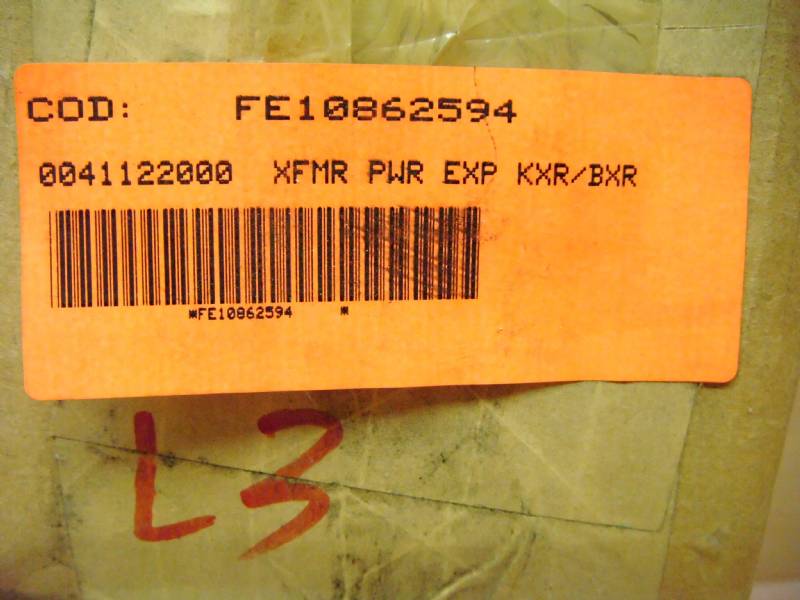 COD: FE10862594
0041122000 XFMR PWR EXP KXR/BXR
*FE10862594 *
L3